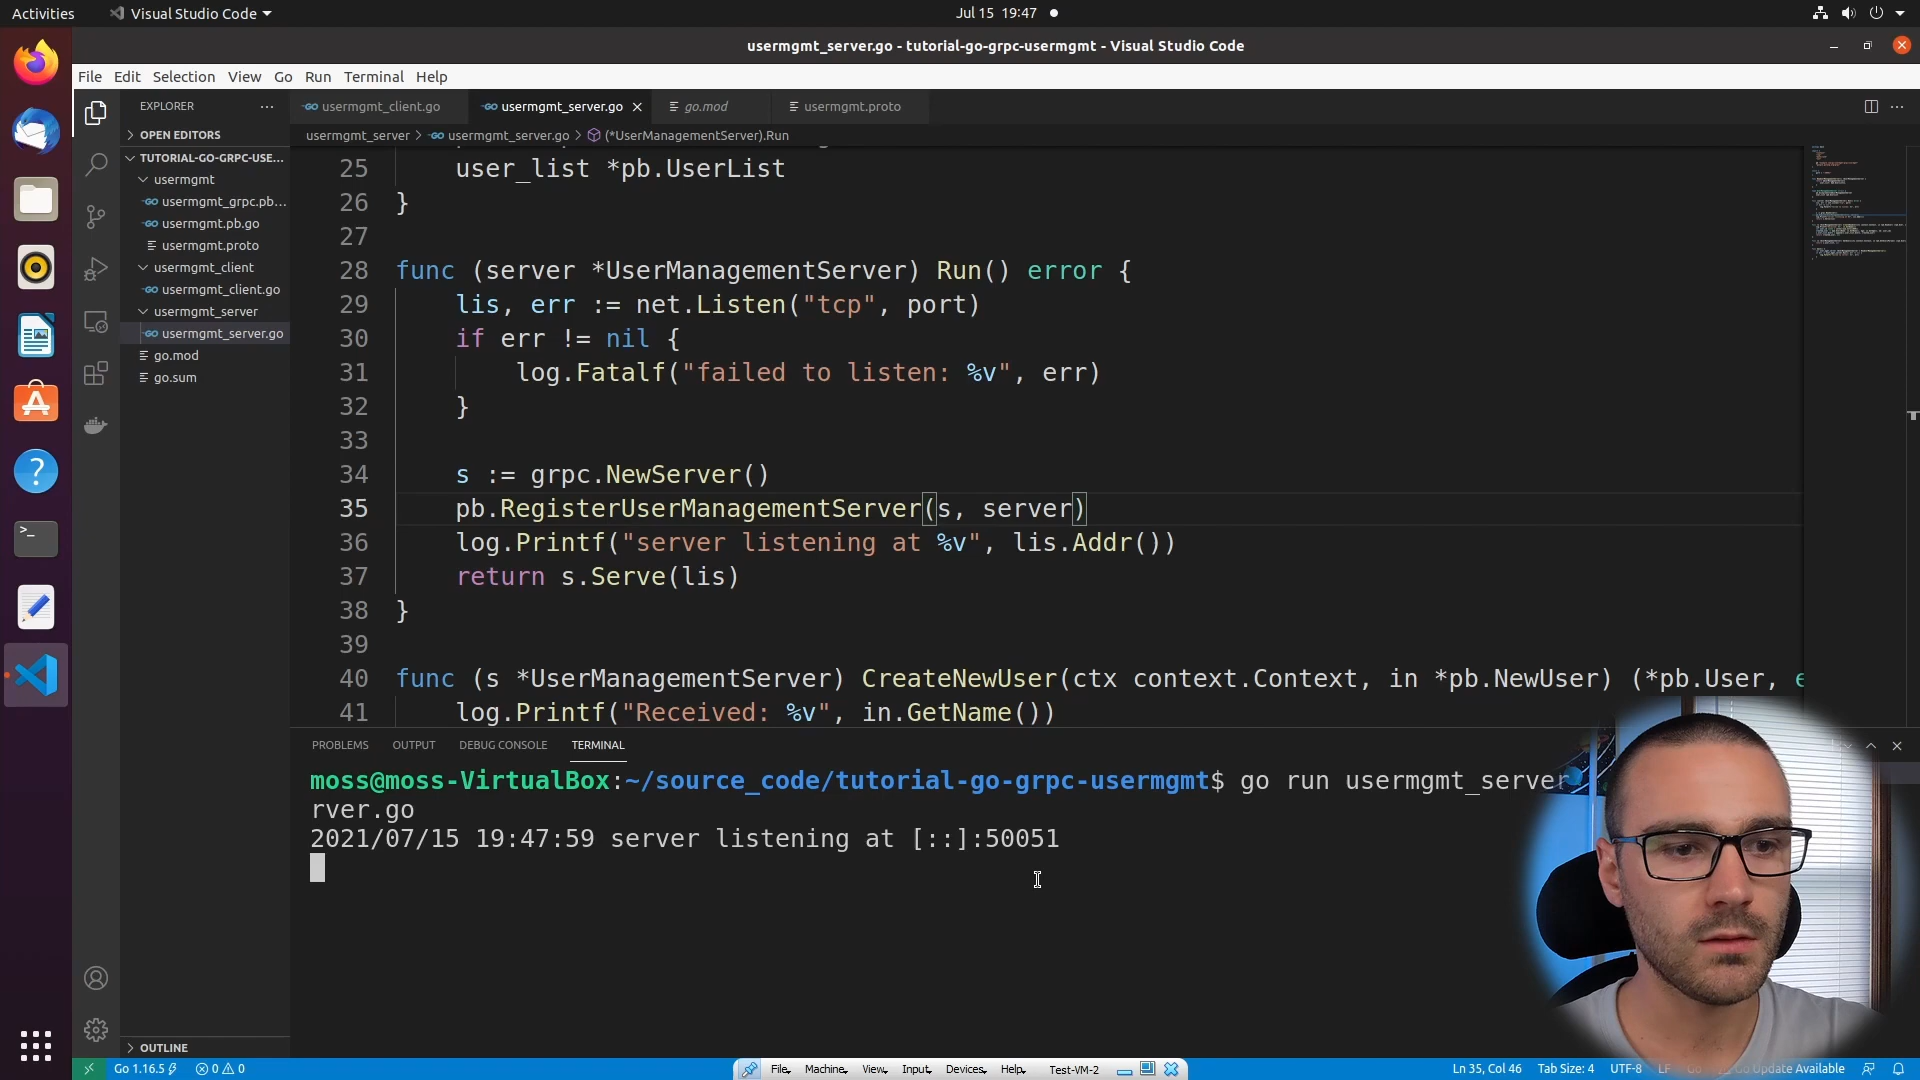 Activities
Visual Studio Code
Jul 15 19:47
usermgmt_server.go - tutorial-go-grpc-usermgmt - Visual Studio Code
File Edit Selection View Go Run Terminal Help
EXPLORER
OPEN EDITORS
TUTORIAL-GO-GRPC-USE...
usermgmt
usermgmt_grpc.pb...
usermgmt.pb.go
usermgmt.proto
usermgmt_client
usermgmt_client.go
usermgmt_server
usermgmt_server.go
go.mod
go.sum
OUTLINE
usermgmt_client.go usermgmt_server.go go.mod usermgmt.proto
usermgmt_server > usermgmt_server.go > (*UserManagementServer).Run
25 user_list *pb.UserList
26 }
27
28 func (server *UserManagementServer) Run() error {
29 lis, err := net.Listen("tcp", port)
30 if err != nil {
31 log.Fatalf("failed to listen: %v", err)
32 }
33
34 s := grpc.NewServer()
35 pb.RegisterUserManagementServer(s, server)
36 log.Printf("server listening at %v", lis.Addr())
37 return s.Serve(lis)
38 }
39
40 func (s *UserManagementServer) CreateNewUser(ctx context.Context, in *pb.NewUser) (*pb.User, e
41 log.Printf("Received: %v", in.GetName())
PROBLEMS OUTPUT DEBUG CONSOLE TERMINAL
moss@moss-VirtualBox:~/source_code/tutorial-go-grpc-usermgmt$ go run usermgmt_server
rver.go
2021/07/15 19:47:59 server listening at [::]:50051
Go 1.16.5 0 0
File Machine View Input Devices Help Test-VM-2
Ln 35, Col 46 Tab Size: 4 UTF-8 LF Go Update Available